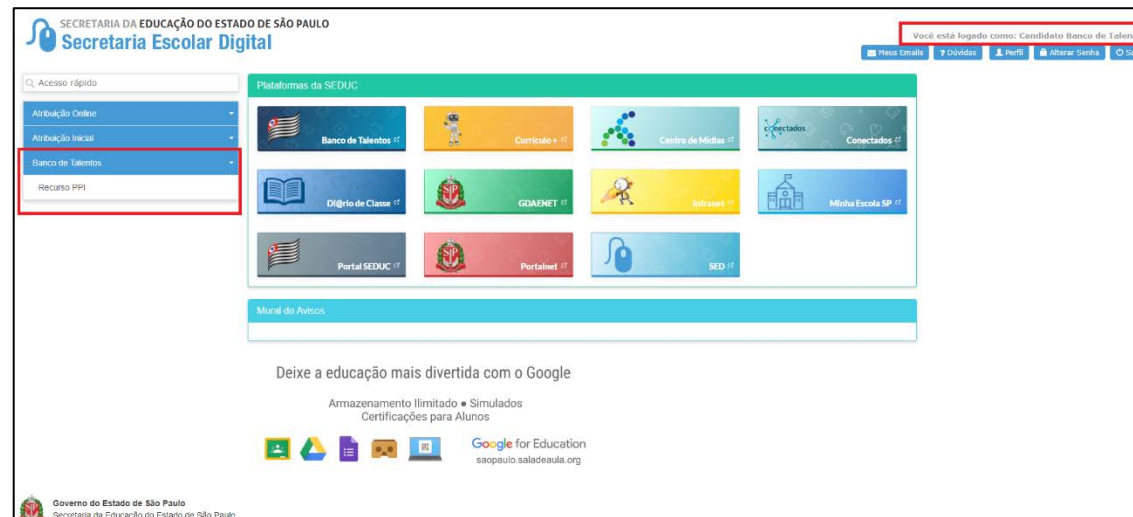 SECRETARIA DA EDUCAÇÃO DO ESTADO DE SÃO PAULO
Secretaria Escolar Digital
Você está logado como: Candidato Banco de Talen
Meus Emails
? Dúvidas
Perfil
Alterar Senha
Sa
Acesso rápido
Atribuição Online
Atribuição Inicial
Banco de Talentos
Recurso PPI
Plataformas da SEDUC
Banco de Talentos
Currículo +
Centro de Mídias
conectados
Conectados
Di@rio de Classe
SP
GDAENET
Intranet
Minha Escola SP
Portal SEDUC
SP
Portalnet
SED
Mural do Avisos
Deixe a educação mais divertida com o Google
Armazenamento Ilimitado ● Simulados
Certificações para Alunos
Google for Education
saopaulo.saladeaula.org
Governo do Estado de São Paulo
Secretaria da Educação do Estado de São Paulo